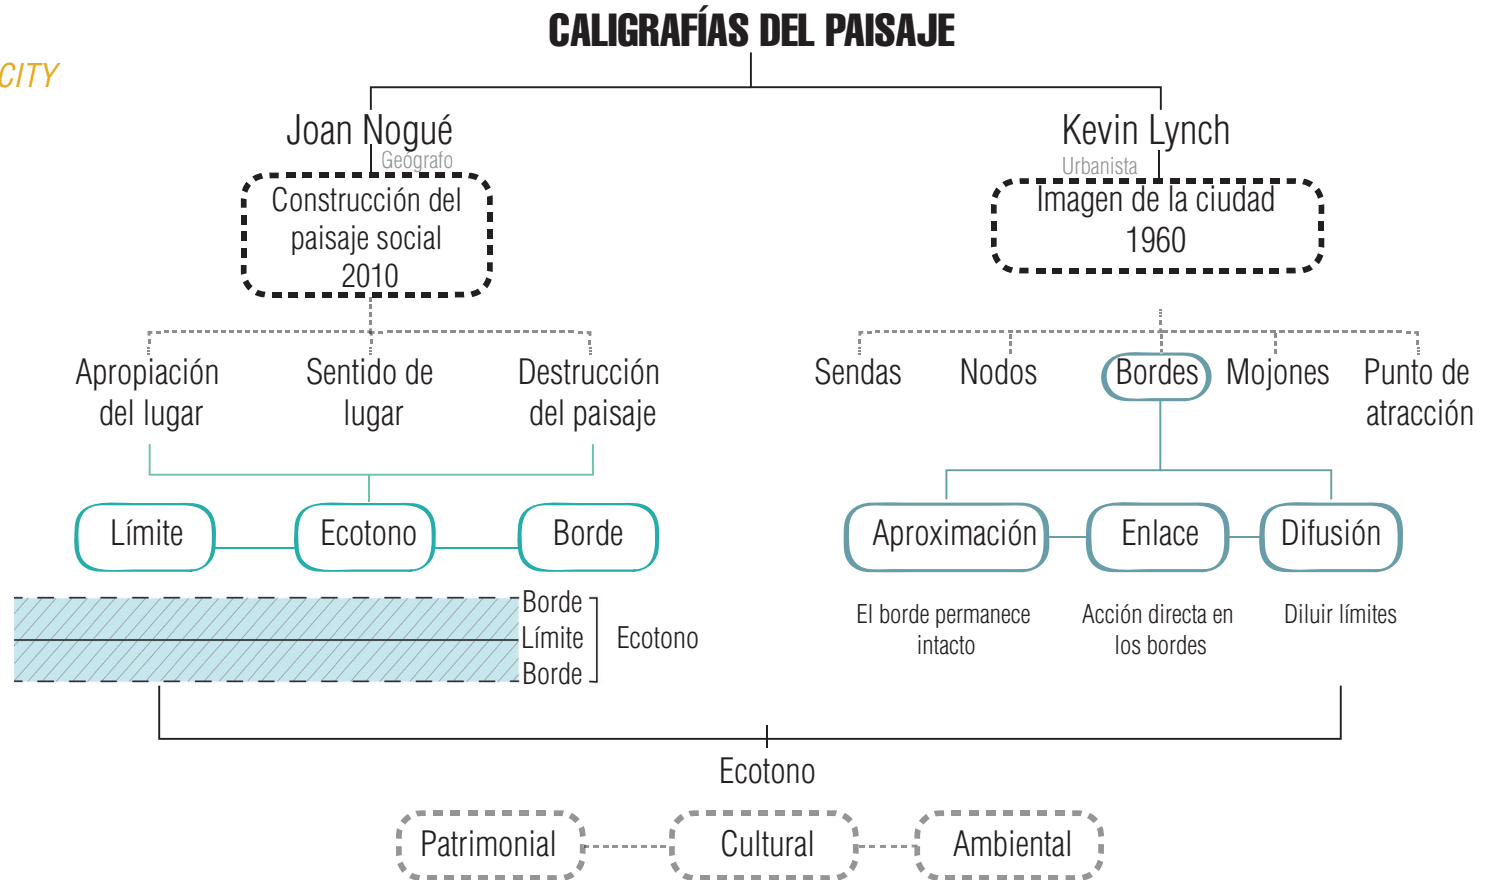 CALIGRAFÍAS DEL PAISAJE
CITY
Joan Nogué
Geógrafo
Construcción del
paisaje social
2010
Kevin Lynch
Urbanista
Imagen de la ciudad
1960
Apropiación
del lugar
Sentido de
lugar
Destrucción
del paisaje
Sendas
Nodos
Bordes
Mojones
Punto de
atracción
Límite
Ecotono
Borde
Aproximación
Enlace
Difusión
Borde
Límite
Borde
Ecotono
El borde permanece
intacto
Acción directa en
los bordes
Diluir límites
Ecotono
Patrimonial
Cultural
Ambiental